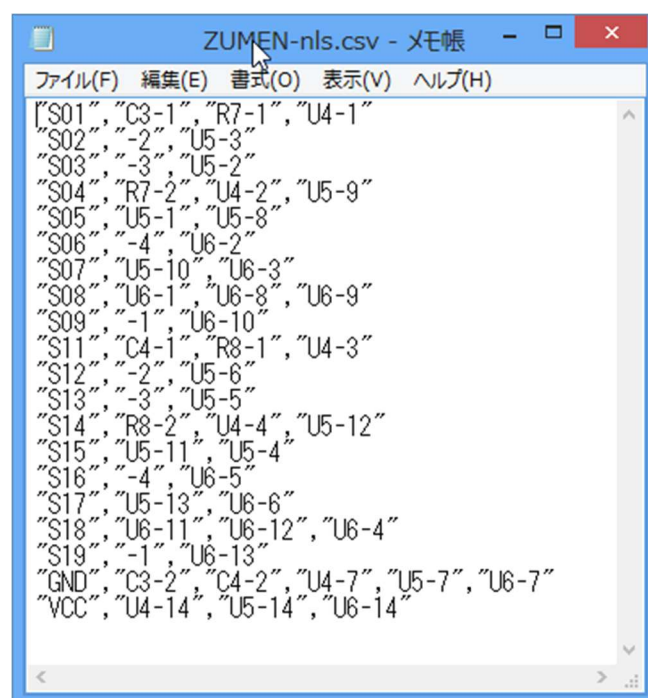 ZUMEN-nls.csv - メモ帳
ファイル(F) 編集(E) 書式(O) 表示(V) ヘルプ(H)
"S01","C3-1","R7-1","U4-1"
"S02","-2","U5-3"
"S03","-3","U5-2"
"S04","R7-2","U4-2","U5-9"
"S05","U5-1","U5-8"
"S06","-4","U6-2"
"S07","U5-10","U6-3"
"S08","U6-1","U6-8","U6-9"
"S09","-1","U6-10"
"S11","C4-1","R8-1","U4-3"
"S12","-2","U5-6"
"S13","-3","U5-5"
"S14","R8-2","U4-4","U5-12"
"S15","U5-11","U5-4"
"S16","-4","U6-5"
"S17","U5-13","U6-6"
"S18","U6-11","U6-12","U6-4"
"S19","-1","U6-13"
"GND","C3-2","C4-2","U4-7","U5-7","U6-7"
"VCC","U4-14","U5-14","U6-14"